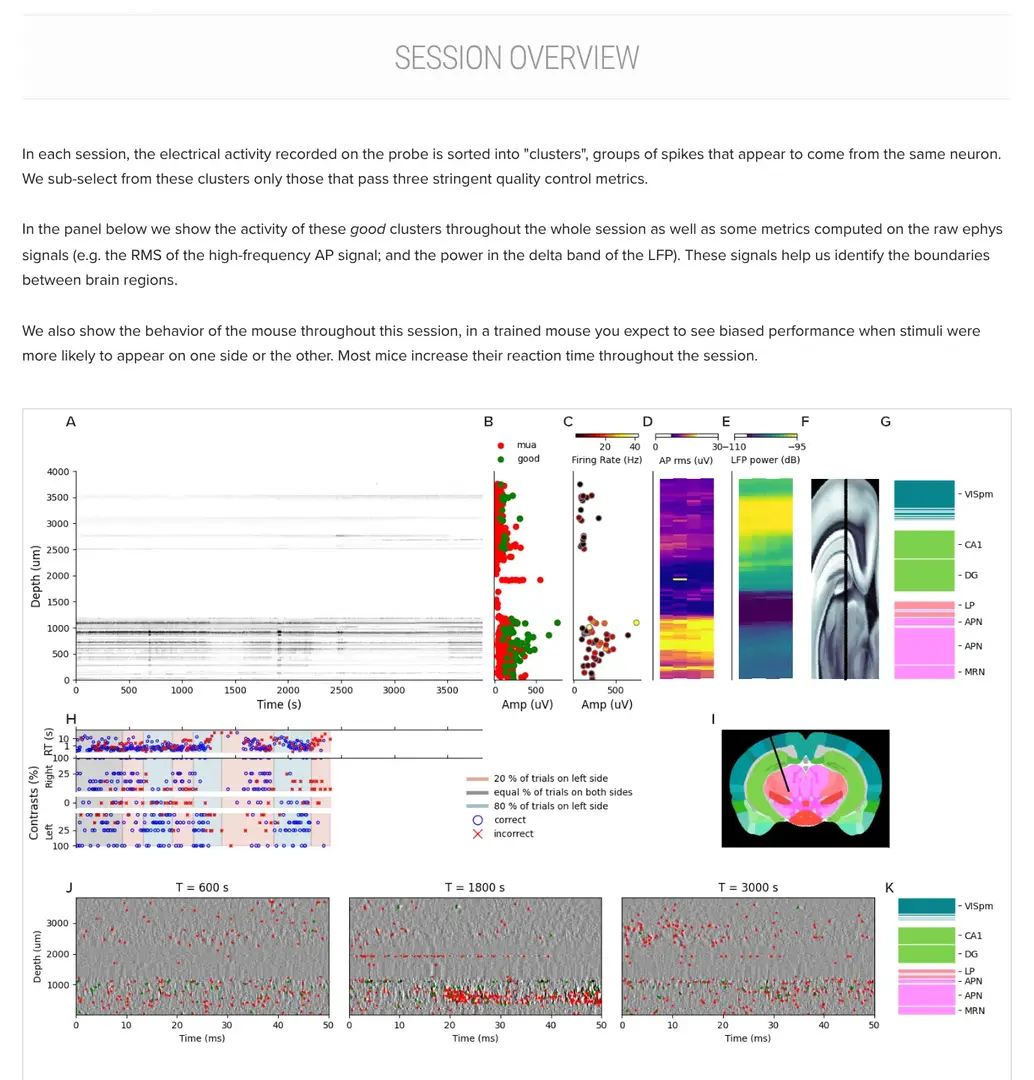 SESSION OVERVIEW
In each session, the electrical activity recorded on the probe is sorted into "clusters", groups of spikes that appear to come from the same neuron.
We sub-select from these clusters only those that pass three stringent quality control metrics.
In the panel below we show the activity of these good clusters throughout the whole session as well as some metrics computed on the raw ephys
signals (e.g. the RMS of the high-frequency AP signal; and the power in the delta band of the LFP). These signals help us identify the boundaries
between brain regions.
We also show the behavior of the mouse throughout this session, in a trained mouse you expect to see biased performance when stimuli were
more likely to appear on one side or the other. Most mice increase their reaction time throughout the session.
A
B
C
D
E
F
G
mua
good
20 40
Firing Rate (Hz)
0 30
AP rms (uV)
−110 −95
LFP power (dB)
Depth (um)
4000
3500
3000
2500
2000
1500
1000
500
0
0 500 1000 1500 2000 2500 3000 3500
Time (s)
0 500
Amp (uV)
0 500
Amp (uV)
VISpm
CA1
DG
LP
APN
APN
MRN
H
RT (s)
10
1
Contrasts (%)
Right
100
25
0
Left
25
100
20 % of trials on left side
equal % of trials on both sides
80 % of trials on left side
correct
incorrect
I
J
T = 600 s
T = 1800 s
T = 3000 s
K
Depth (um)
3000
2000
1000
0 10 20 30 40 50
Time (ms)
0 10 20 30 40 50
Time (ms)
0 10 20 30 40 50
Time (ms)
VISpm
CA1
DG
LP
APN
APN
MRN